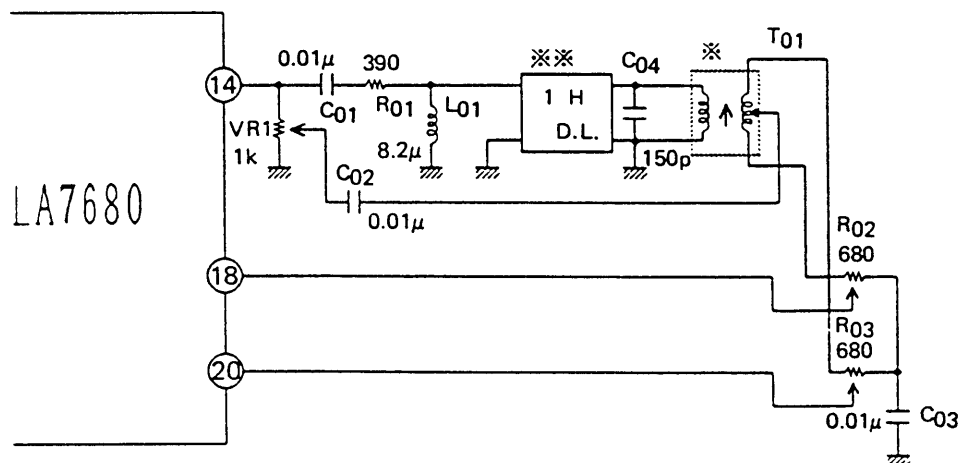 T01
0.01μ
390
※※
C04
※
14
C01
R01
L01
1 H
D.L.
VR1
1k
8.2μ
150p
C02
0.01μ
LA7680
R02
680
18
R03
680
20
0.01μ
C03